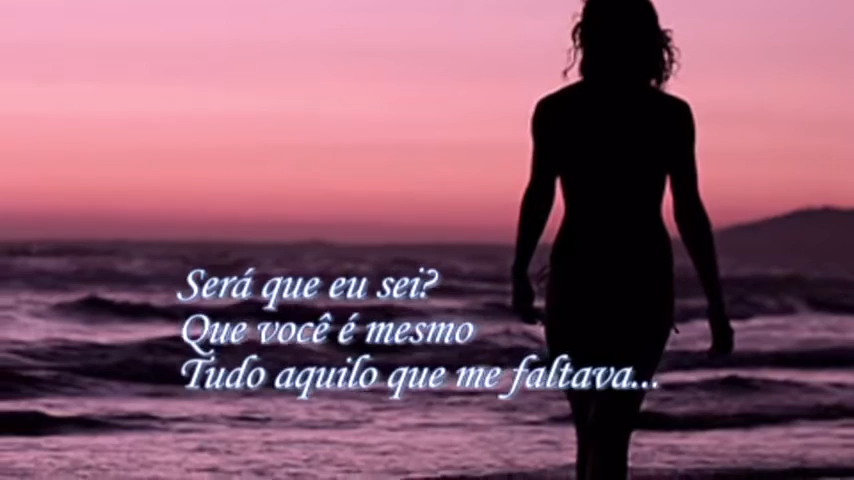 Será que eu sei?
Que você é mesmo
Tudo aquilo que me faltava...